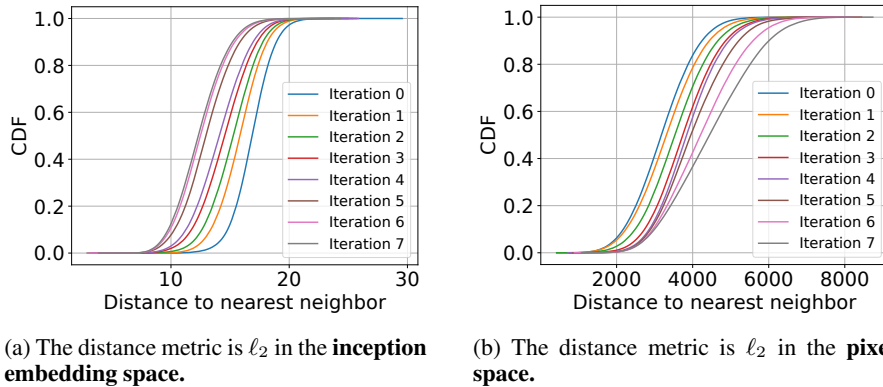 1.0
0.8
0.6
0.4
0.2
0.0
CDF
Iteration 0
Iteration 1
Iteration 2
Iteration 3
Iteration 4
Iteration 5
Iteration 6
Iteration 7
10 20 30
Distance to nearest neighbor
(a) The distance metric is ℓ2 in the inception
embedding space.
1.0
0.8
0.6
0.4
0.2
0.0
CDF
Iteration 0
Iteration 1
Iteration 2
Iteration 3
Iteration 4
Iteration 5
Iteration 6
Iteration 7
2000 4000 6000 8000
Distance to nearest neighbor
(b) The distance metric is ℓ2 in the pixe
space.